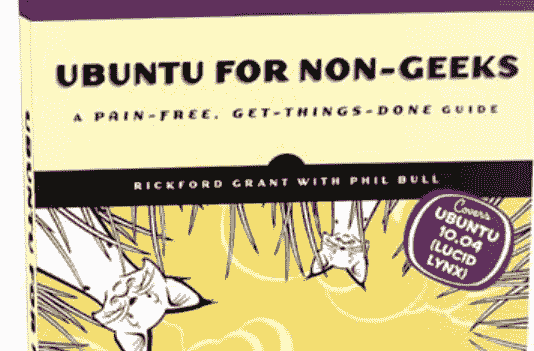 UBUNTU FOR NON-GEEKS
A PAIN-FREE, GET-THINGS-DONE GUIDE
RICKFORD GRANT WITH PHIL BULL
Covers
UBUNTU
10.04
(LUCID
LYNX)